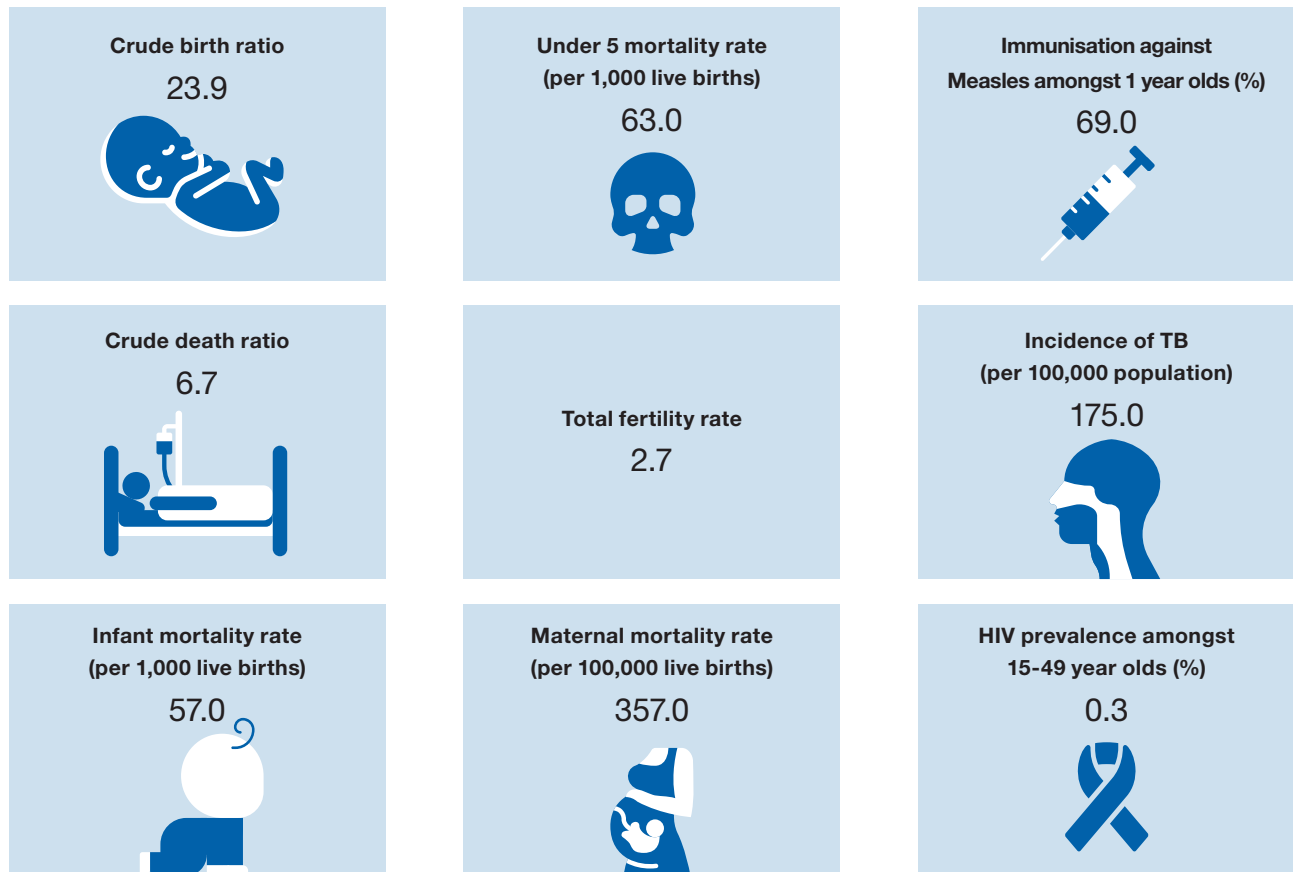 Crude birth ratio
23.9
Under 5 mortality rate
(per 1,000 live births)
63.0
Immunisation against
Measles amongst 1 year olds (%)
69.0
Crude death ratio
6.7
Total fertility rate
2.7
Incidence of TB
(per 100,000 population)
175.0
Infant mortality rate
(per 1,000 live births)
57.0
Maternal mortality rate
(per 100,000 live births)
357.0
HIV prevalence amongst
15-49 year olds (%)
0.3